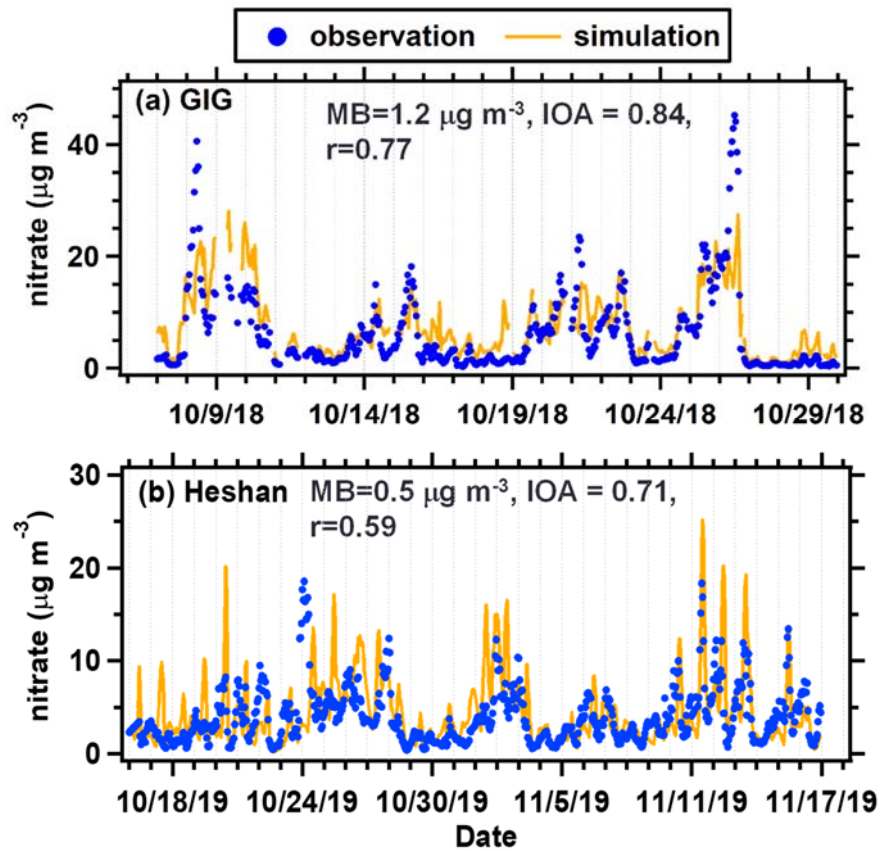 observation simulation
(a) GIG
MB=1.2 μg m⁻³, IOA = 0.84,
r=0.77
nitrate (μg m⁻³)
40
20
0
10/9/18 10/14/18 10/19/18 10/24/18 10/29/18
(b) Heshan
MB=0.5 μg m⁻³, IOA = 0.71,
r=0.59
nitrate (μg m⁻³)
30
20
10
0
10/18/19 10/24/19 10/30/19 11/5/19 11/11/19 11/17/19
Date